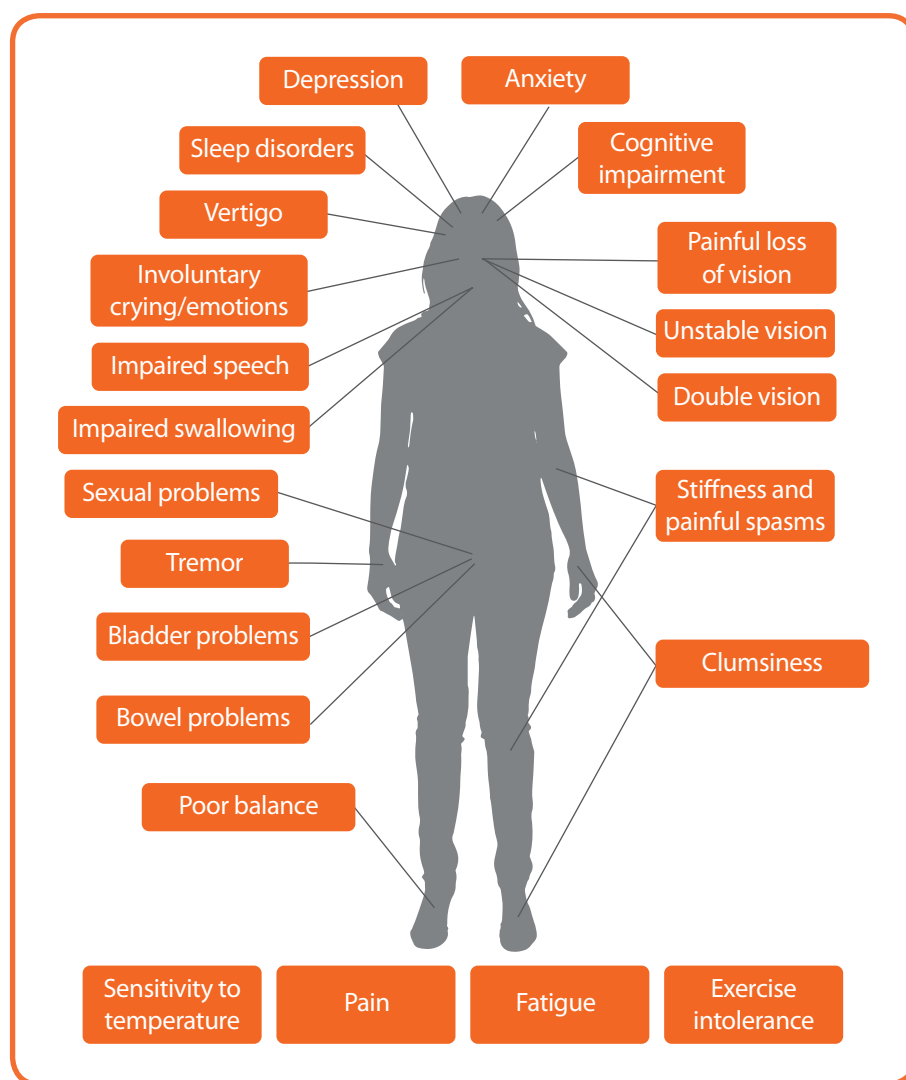 Depression
Anxiety
Sleep disorders
Cognitive
impairment
Vertigo
Painful loss
of vision
Involuntary
crying/emotions
Unstable vision
Impaired speech
Double vision
Impaired swallowing
Sexual problems
Stiffness and
painful spasms
Tremor
Bladder problems
Clumsiness
Bowel problems
Poor balance
Sensitivity to
temperature
Pain
Fatigue
Exercise
intolerance